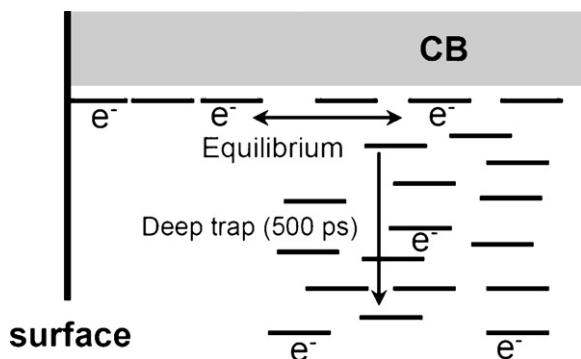 CB
e⁻ e⁻ e⁻
Equilibrium
Deep trap (500 ps)
e⁻
surface
e⁻ e⁻